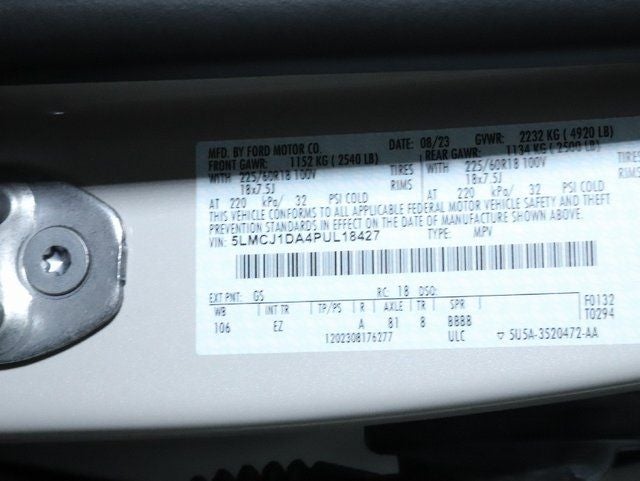 MFD. BY FORD MOTOR CO. DATE: 08/23 GVWR: 2232 KG ( 4920 LB)
FRONT GAWR: 1152 KG ( 2540 LB) REAR GAWR: 1134 KG ( 2500 LB)
WITH 225/60R18 100V TIRES WITH 225/60R18 100V TIRES
18x7.5J RIMS 18x7.5J RIMS
AT 220 kPa/ 32 PSI COLD AT 220 kPa/ 32 PSI COLD
THIS VEHICLE CONFORMS TO ALL APPLICABLE FEDERAL MOTOR VEHICLE SAFETY AND THEFT
PREVENTION STANDARDS IN EFFECT ON THE DATE OF MANUFACTURE SHOWN ABOVE.
VIN: 5LMCJ1DA4PUL18427 TYPE: MPV
EXT PNT: GS RC: 18 DSO: F0132
WB INT TR TP/PS R AXLE TR SPR T0294
106 EZ A 81 8 BBBB
1202308176277 ULC ▽ 5U5A-3520472-AA